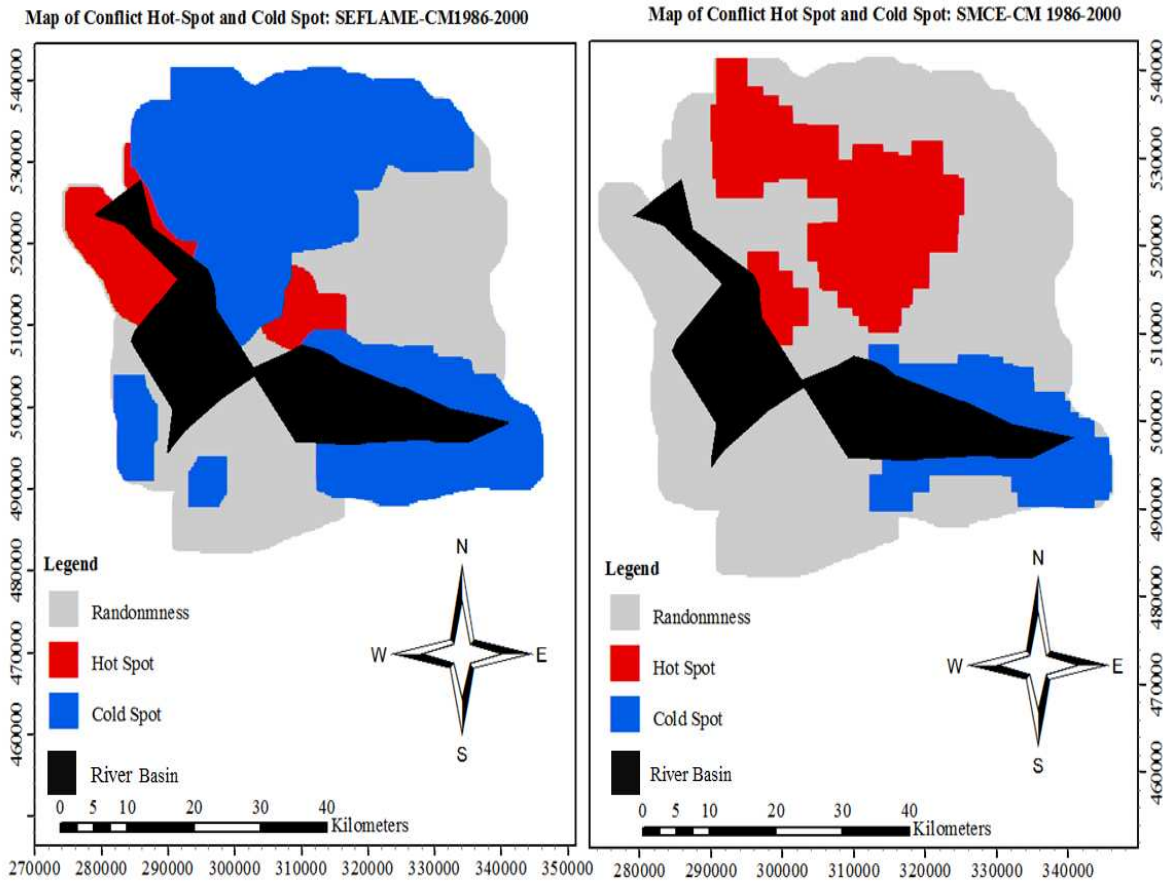 Map of Conflict Hot-Spot and Cold Spot: SEFLAME-CM1986-2000
540000
530000
520000
510000
500000
490000
480000
470000
460000
Legend
Randonmness
Hot Spot
Cold Spot
River Basin
N
W
E
S
0 5 10 20 30 40
Kilometers
270000 280000 290000 300000 310000 320000 330000 340000 350000
Map of Conflict Hot Spot and Cold Spot: SMCE-CM 1986-2000
540000
530000
520000
510000
500000
490000
480000
470000
460000
Legend
Randonmness
Hot Spot
Cold Spot
River Basin
N
W
E
S
0 5 10 20 30 40
Kilometers
280000 290000 300000 310000 320000 330000 340000